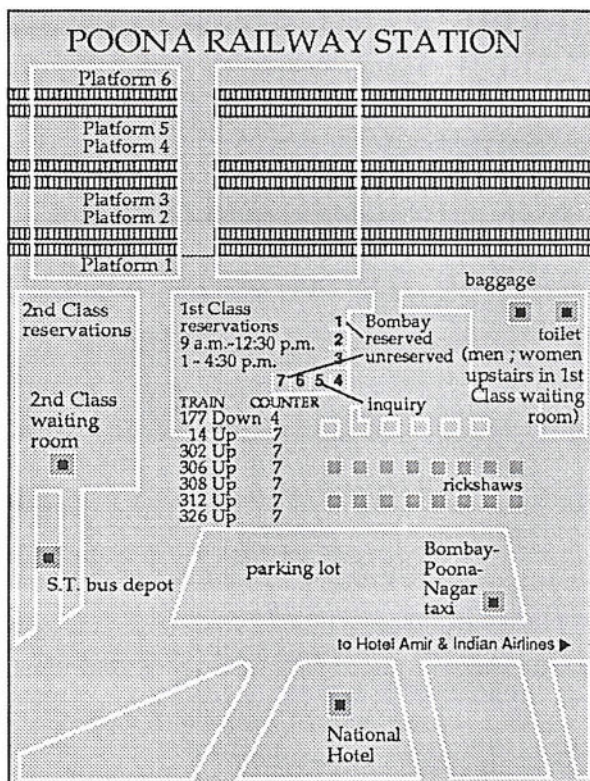 POONA RAILWAY STATION
Platform 6
Platform 5
Platform 4
Platform 3
Platform 2
Platform 1
2nd Class
reservations
2nd Class
waiting
room
1st Class
reservations
9 a.m.-12:30 p.m.
1 - 4:30 p.m.
1
2
3
7 6 5 4
Bombay
reserved
unreserved
inquiry
baggage
toilet
(men ; women
upstairs in 1st
Class waiting
room)
TRAIN COUNTER
177 Down 4
14 Up 7
302 Up 7
306 Up 7
308 Up 7
312 Up 7
326 Up 7
rickshaws
S.T. bus depot
parking lot
Bombay-
Poona-
Nagar
taxi
to Hotel Amir & Indian Airlines ▶
National
Hotel